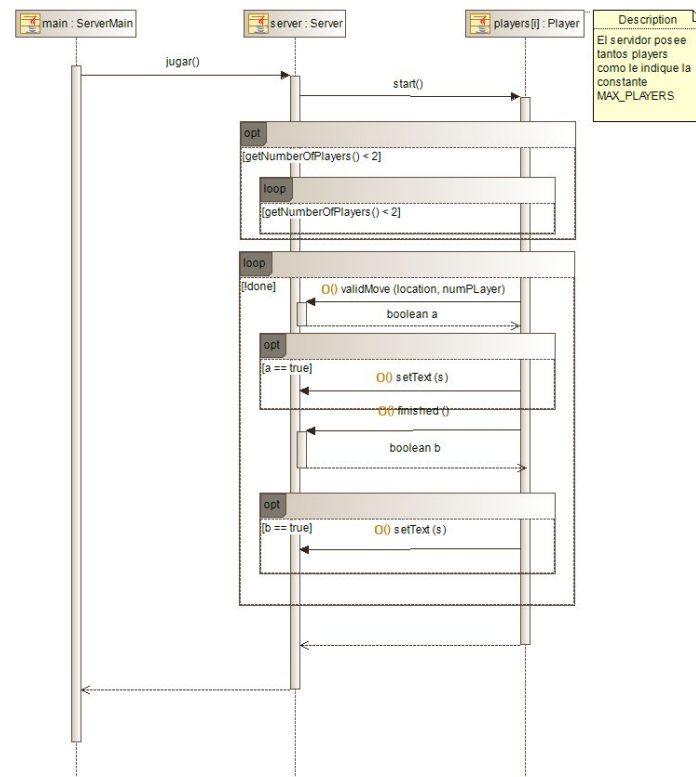 main : ServerMain
server : Server
players[i] : Player
Description
El servidor posee
tantos players
como le indique la
constante
MAX_PLAYERS
jugar()
start()
opt
[getNumberOfPlayers() < 2]
loop
[getNumberOfPlayers() < 2]
loop
[!done]
O() validMove (location, numPLayer)
boolean a
opt
[a == true]
O() setText (s)
O() finished ()
boolean b
opt
[b == true]
O() setText (s)